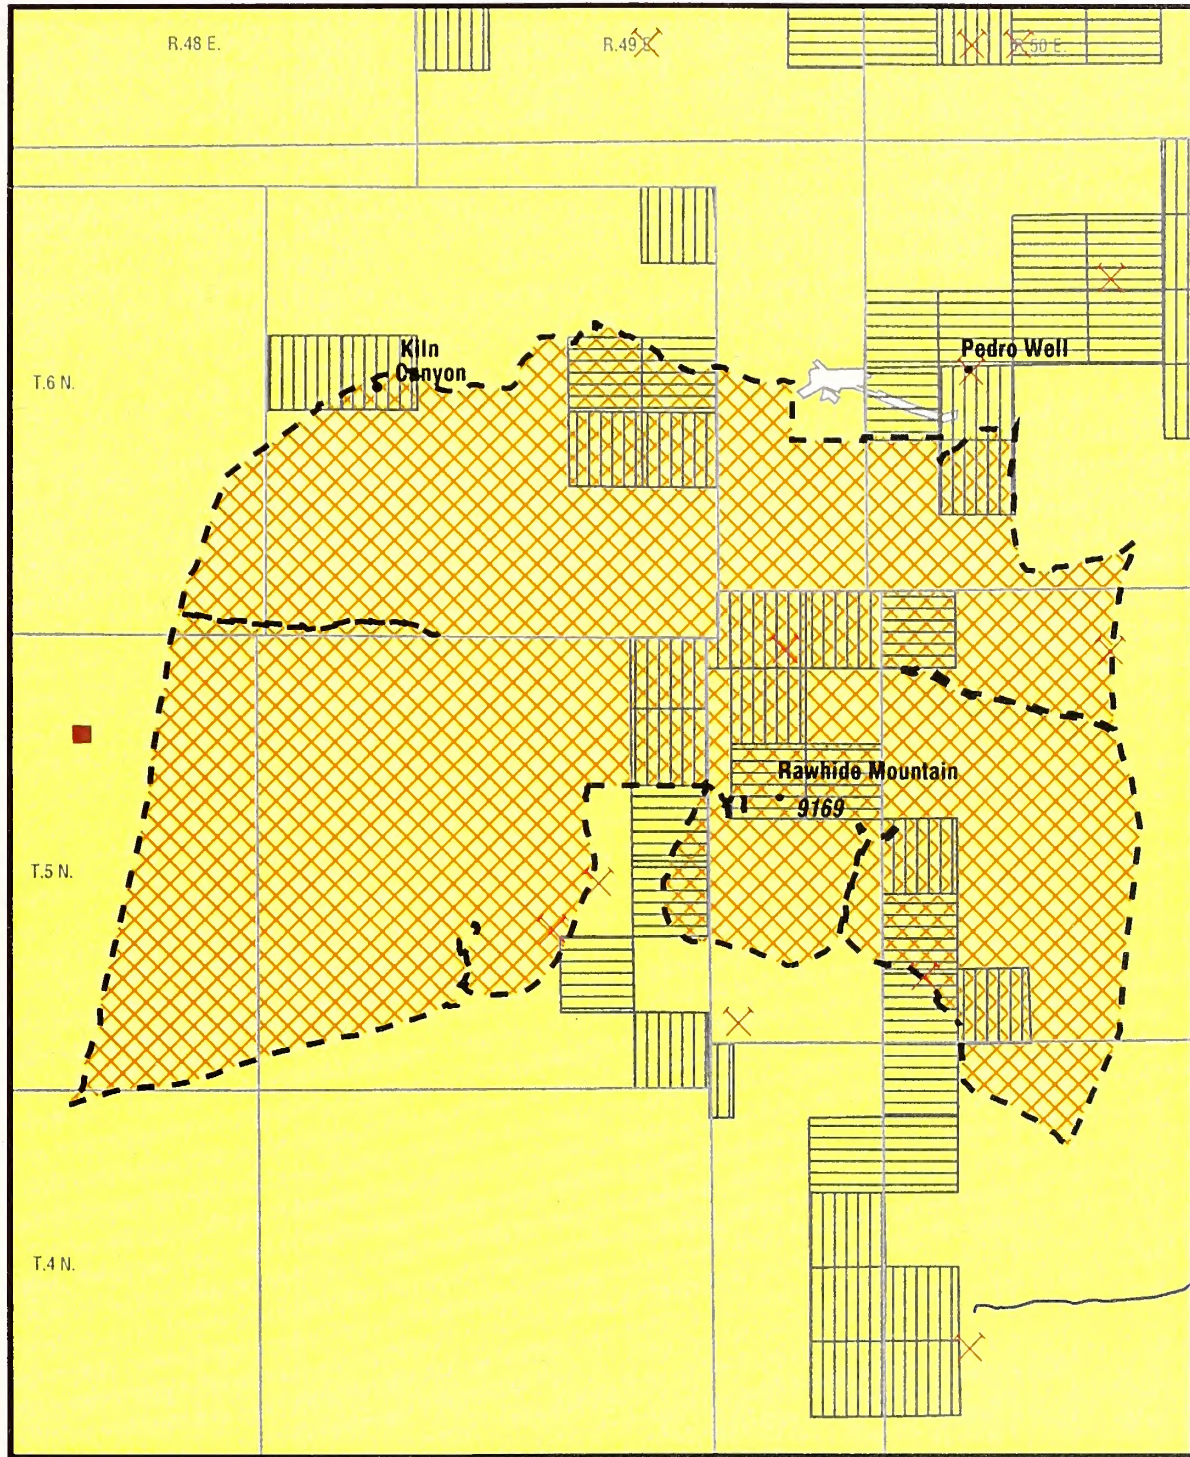 R.48 E.
R.49 E
R.50 E.
Kiln
Canyon
Pedro Well
T.6 N.
Rawhide Mountain
9169
T.5 N.
T.4 N.